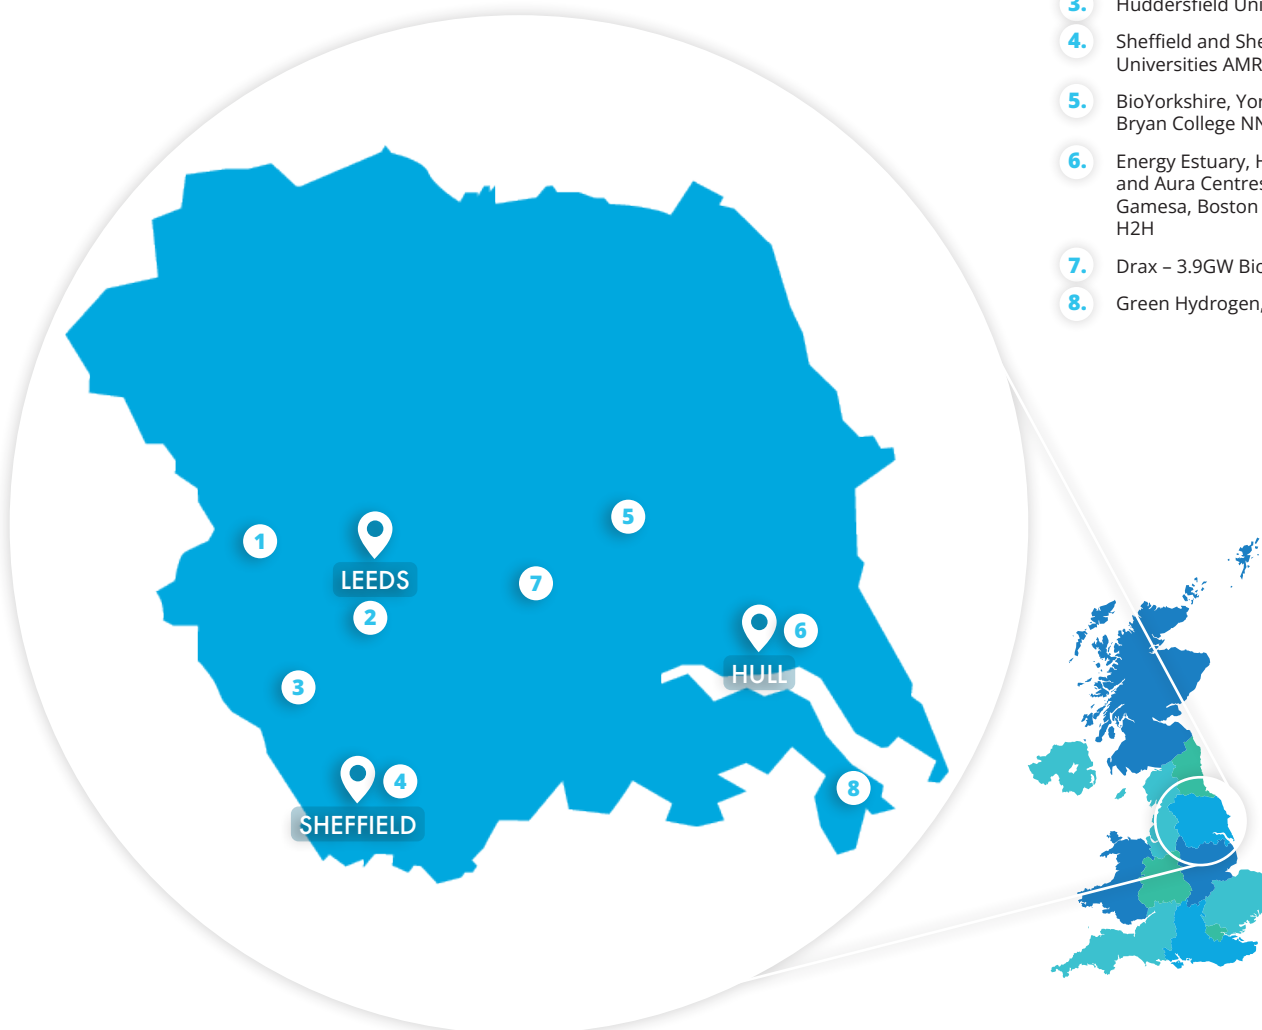 3. Huddersfield Uni
4. Sheffield and She
Universities AMR
5. BioYorkshire, Yor
Bryan College NN
6. Energy Estuary, H
and Aura Centres
Gamesa, Boston
H2H
7. Drax – 3.9GW Bio
8. Green Hydrogen,
1
LEEDS
2
5
7
HULL
6
3
SHEFFIELD
4
8